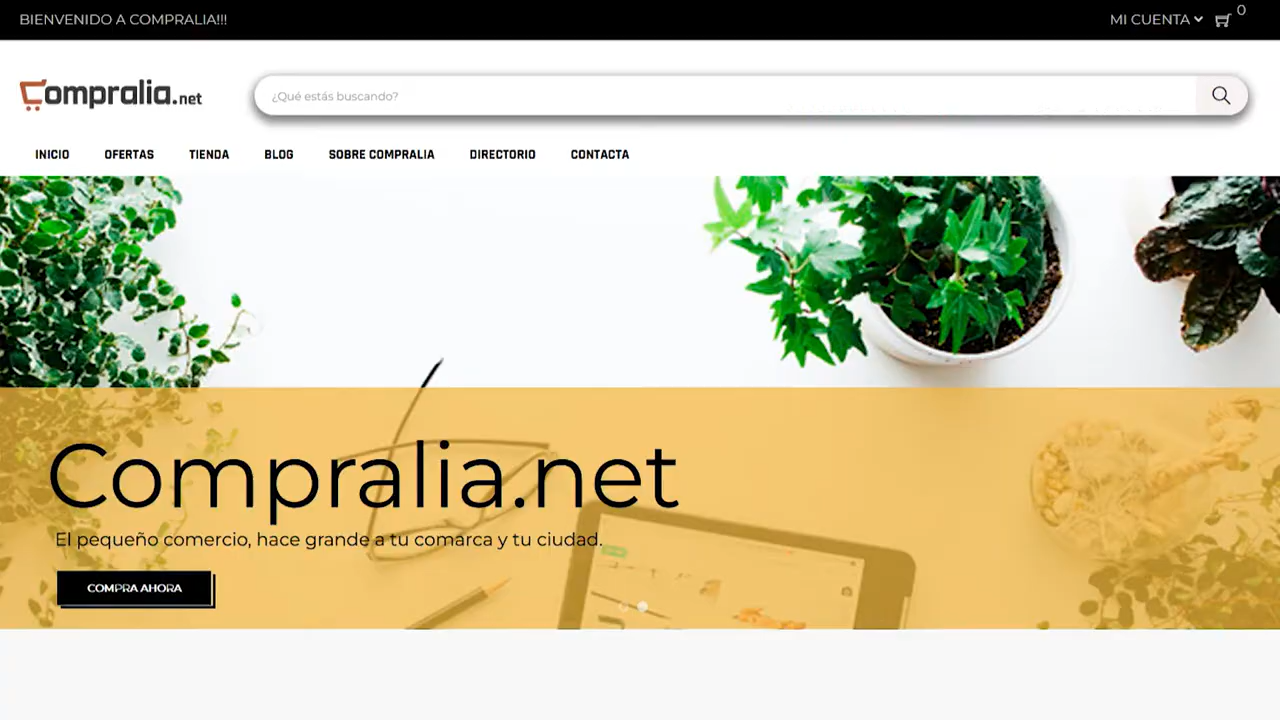 BIENVENIDO A COMPRALIA!!!
MI CUENTA
0
Compralia.net
¿Qué estás buscando?
INICIO
OFERTAS
TIENDA
BLOG
SOBRE COMPRALIA
DIRECTORIO
CONTACTA
Compralia.net
El pequeño comercio, hace grande a tu comarca y tu ciudad.
COMPRA AHORA